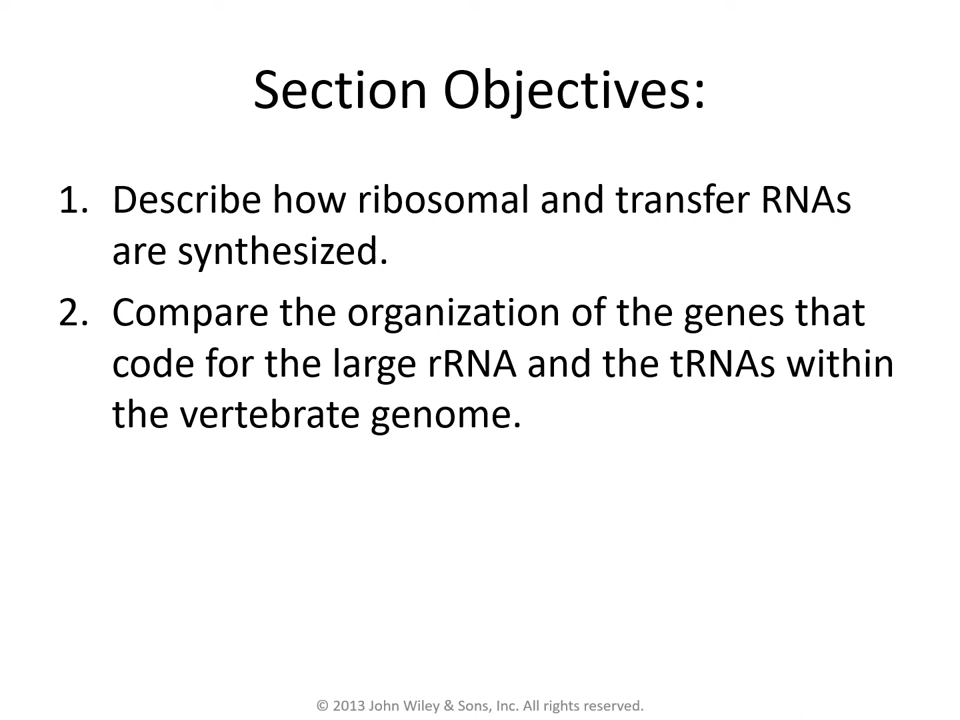 Section Objectives:
1. Describe how ribosomal and transfer RNAs
are synthesized.
2. Compare the organization of the genes that
code for the large rRNA and the tRNAs within
the vertebrate genome.
© 2013 John Wiley & Sons, Inc. All rights reserved.